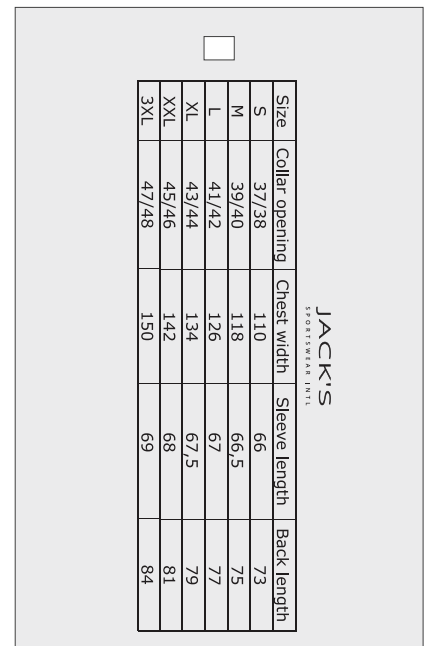 JACK'S
SPORTSWEAR INTL
Size Collar opening Chest width Sleeve length Back length
S 37/38 110 66 73
M 39/40 118 66,5 75
L 41/42 126 67 77
XL 43/44 134 67,5 79
XXL 45/46 142 68 81
3XL 47/48 150 69 84